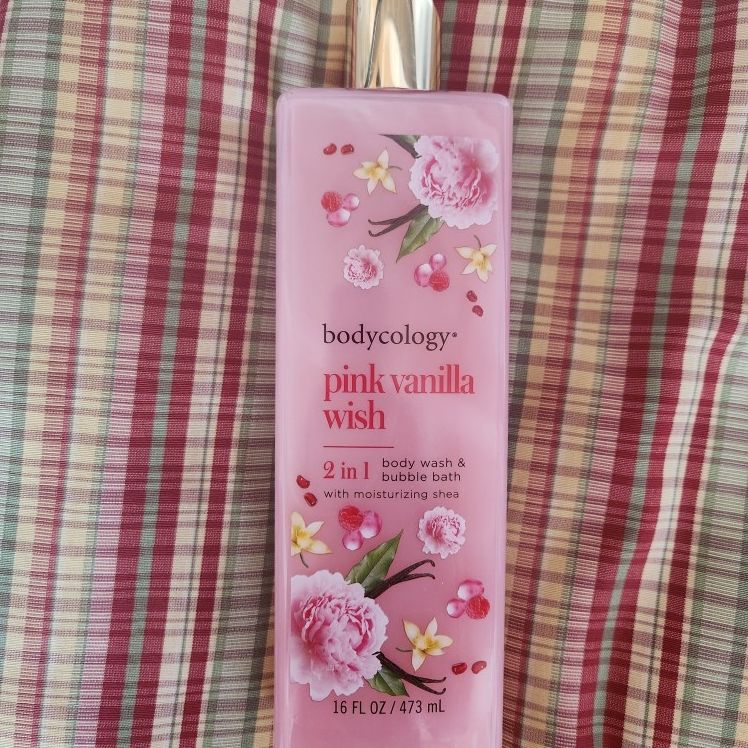 bodycology®
pink vanilla
wish
2 in 1 body wash &
bubble bath
with moisturizing shea
16 FL OZ / 473 mL